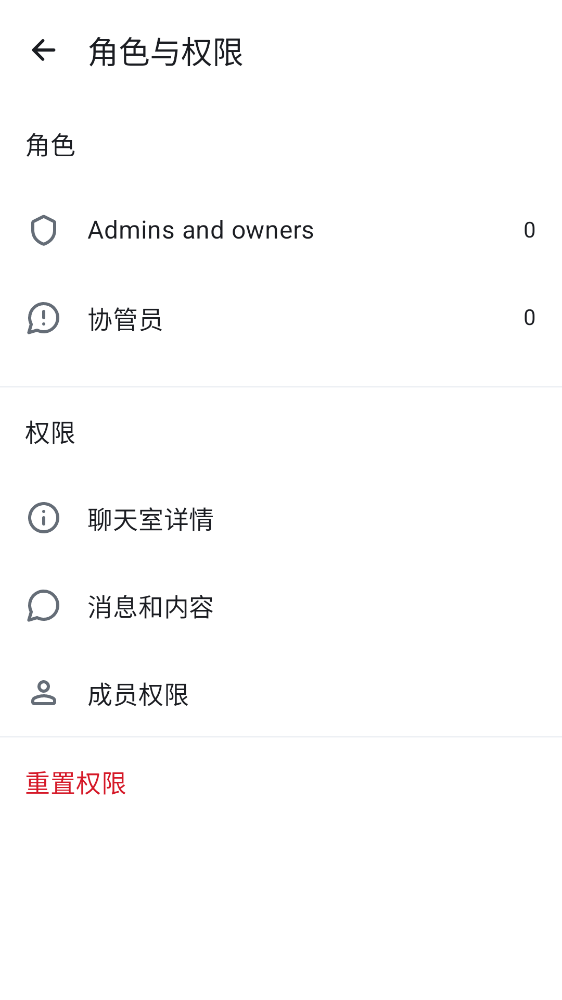 角色与权限
角色
Admins and owners 0
协管员 0
权限
聊天室详情
消息和内容
成员权限
重置权限